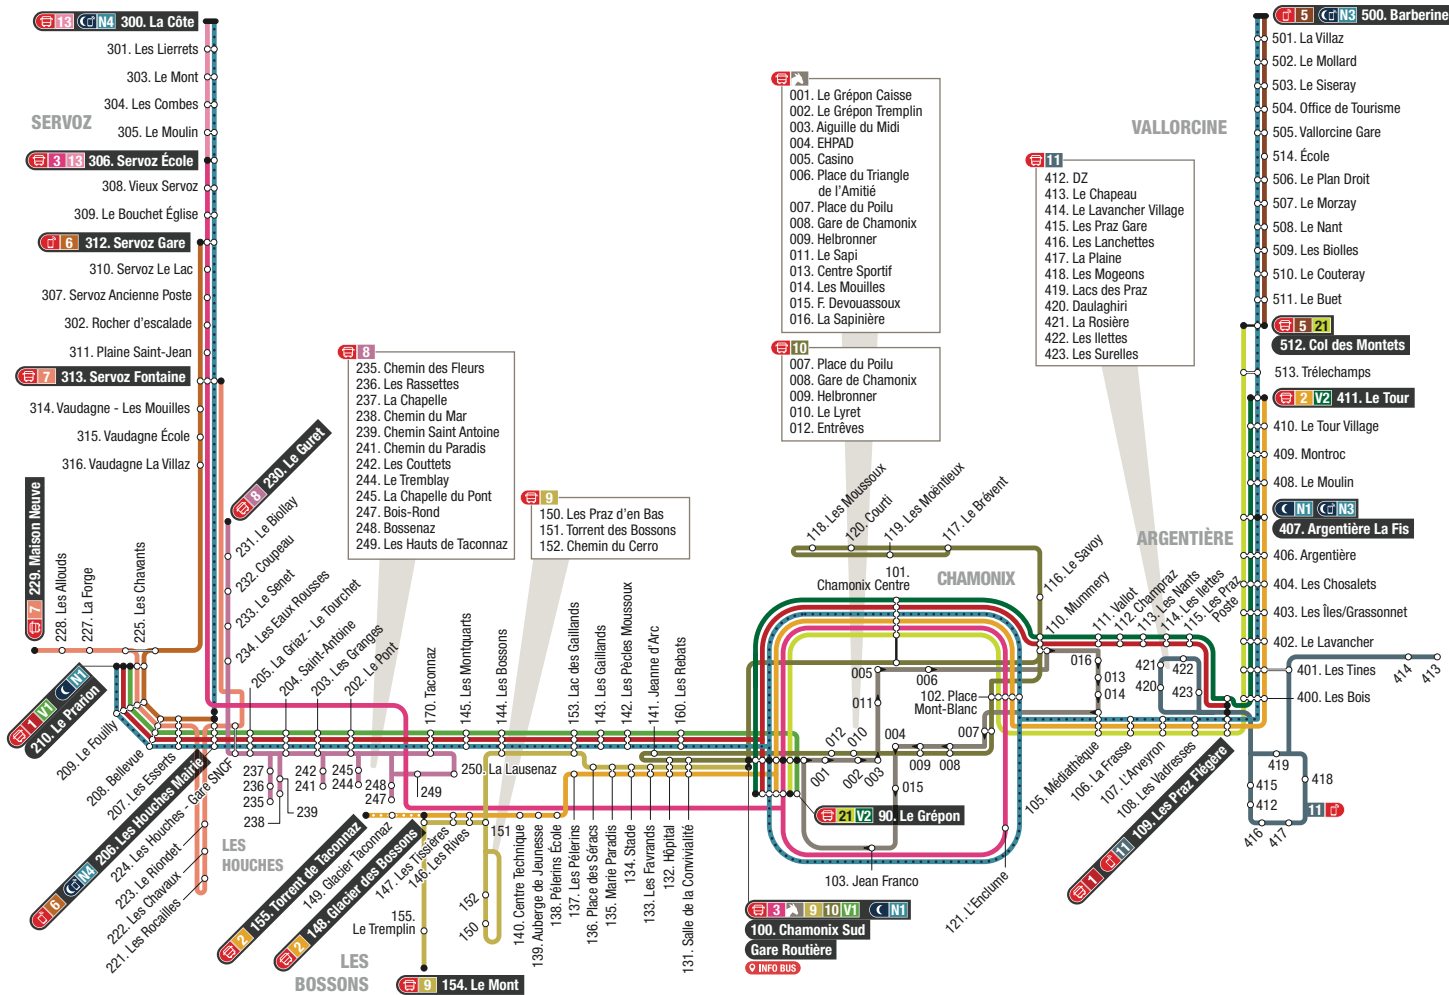 13 N4 300. La Côte
301. Les Lierrets
303. Le Mont
304. Les Combes
SERVOZ
305. Le Moulin
3 13 306. Servoz École
308. Vieux Servoz
309. Le Bouchet Église
6 312. Servoz Gare
310. Servoz Le Lac
307. Servoz Ancienne Poste
302. Rocher d'escalade
311. Plaine Saint-Jean
7 313. Servoz Fontaine
314. Vaudagne - Les Mouilles
315. Vaudagne École
316. Vaudagne La Villaz
7 229. Maison Neuve
228. Les Allouds
227. La Forge
225. Les Chavants
1 V1 N1
210. Le Prarion
209. Le Fouilly
208. Bellevue
207. Les Esserts
6 N4 206. Les Houches Mairie
224. Les Houches - Gare SNCF
223. Le Riondet
222. Les Chavaux
221. Les Rocailles
8 230. Le Guret
231. Le Biollay
232. Coupeau
233. Le Senet
234. Les Eaux Rousses
205. La Griaz - Le Tourchet
204. Saint-Antoine
203. Les Granges
202. Le Pont
8
235. Chemin des Fleurs
236. Les Rassettes
237. La Chapelle
238. Chemin du Mar
239. Chemin Saint Antoine
241. Chemin du Paradis
242. Les Couttets
244. Le Tremblay
245. La Chapelle du Pont
247. Bois-Rond
248. Bossenaz
249. Les Hauts de Taconnaz
237
236
235
238
239
242
241
245
244
248
247
249
250. La Lausenaz
LES
HOUCHES
9
150. Les Praz d'en Bas
151. Torrent des Bossons
152. Chemin du Cerro
170. Taconnaz
145. Les Montquarts
144. Les Bossons
153. Lac des Gaillands
143. Les Gaillands
142. Les Pècles Moussoux
141. Jeanne d'Arc
160. Les Rebats
2 155. Torrent de Taconnaz
149. Glacier Taconnaz
2 148. Glacier des Bossons
147. Les Tissières
146. Les Rives
151
152
150
155.
Le Tremplin
LES
BOSSONS
9 154. Le Mont
140. Centre Technique
139. Auberge de Jeunesse
138. Pélerins École
137. Les Pélerins
136. Place des Séracs
135. Marie Paradis
134. Stade
133. Les Favrands
132. Hôpital
131. Salle de la Convivialité
001. Le Grépon Caisse
002. Le Grépon Tremplin
003. Aiguille du Midi
004. EHPAD
005. Casino
006. Place du Triangle
de l'Amitié
007. Place du Poilu
008. Gare de Chamonix
009. Helbronner
011. Le Sapi
013. Centre Sportif
014. Les Mouilles
015. F. Devouassoux
016. La Sapinière
10
007. Place du Poilu
008. Gare de Chamonix
009. Helbronner
010. Le Lyret
012. Entrêves
118. Les Moussoux
120. Courti
119. Les Moëntieux
117. Le Brévent
101.
Chamonix Centre
CHAMONIX
116. Le Savoy
110. Mummery
111. Vallot
112. Champraz
113. Les Nants
114. Les Ilettes
115. Les Praz
Poste
005
006
011
102. Place
Mont-Blanc
004
007
012
010
009
008
001
002
003
015
016
013
014
21 V2 90. Le Grépon
103. Jean Franco
121. L'Enclume
3 9 10 V1 N1
100. Chamonix Sud
Gare Routière
INFO BUS
105. Médiathèque
106. La Frasse
107. L'Arveyron
108. Les Vadresses
1 11 109. Les Praz Flégère
11
412. DZ
413. Le Chapeau
414. Le Lavancher Village
415. Les Praz Gare
416. Les Lanchettes
417. La Plaine
418. Les Mogeons
419. Lacs des Praz
420. Daulaghiri
421. La Rosière
422. Les Ilettes
423. Les Surelles
421
422
420
423
419
415
418
412
11
416
417
414
413
5 N3 500. Barberine
501. La Villaz
502. Le Mollard
503. Le Siseray
504. Office de Tourisme
VALLORCINE
505. Vallorcine Gare
514. École
506. Le Plan Droit
507. Le Morzay
508. Le Nant
509. Les Biolles
510. Le Couteray
511. Le Buet
5 21
512. Col des Montets
513. Trélechamps
2 V2 411. Le Tour
410. Le Tour Village
409. Montroc
408. Le Moulin
N1 N3
407. Argentière La Fis
ARGENTIÈRE
406. Argentière
404. Les Chosalets
403. Les Îles/Grassonnet
402. Le Lavancher
401. Les Tines
400. Les Bois